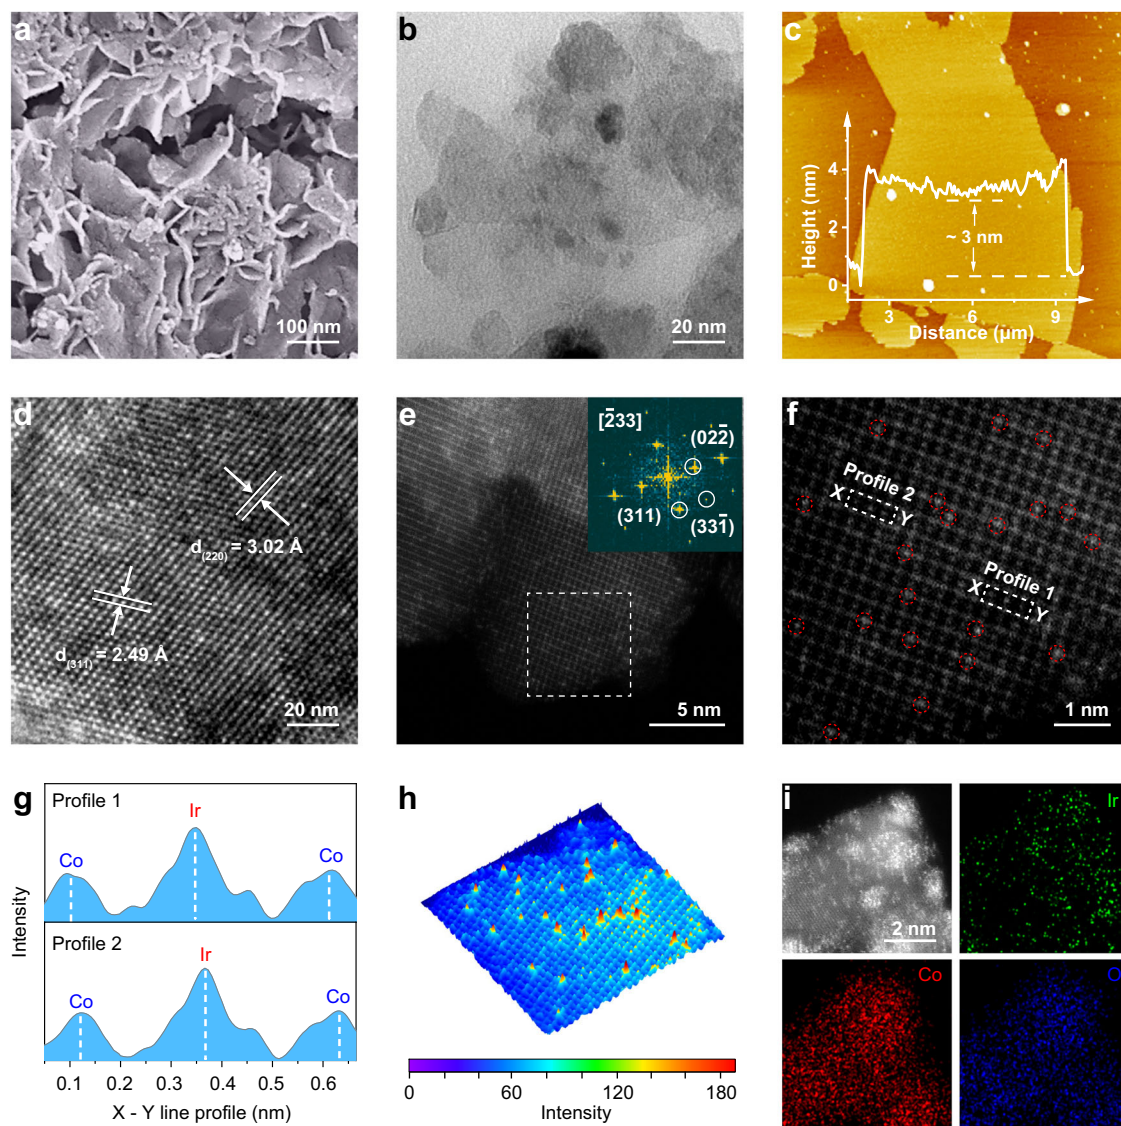 a
100 nm
b
20 nm
c
Height (nm)
4
2
0
~ 3 nm
3
6
9
Distance (µm)
d
d(220) = 3.02 Å
d(311) = 2.49 Å
20 nm
e
[2̄33]
(022̄)
(311)
(331̄)
5 nm
f
Profile 2
X
Y
Profile 1
X
Y
1 nm
g
Profile 1
Ir
Co
Co
Profile 2
Ir
Co
Co
Intensity
0.1 0.2 0.3 0.4 0.5 0.6
X - Y line profile (nm)
h
0 60 120 180
Intensity
i
2 nm
Ir
Co
O